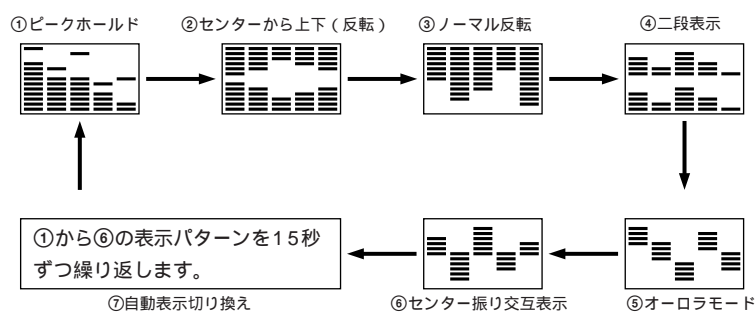 ①ピークホールド
②センターから上下(反転)
③ノーマル反転
④二段表示
①から⑥の表示パターンを15秒
ずつ繰り返します。
⑦自動表示切り換え
⑥センター振り交互表示
⑤オーロラモード